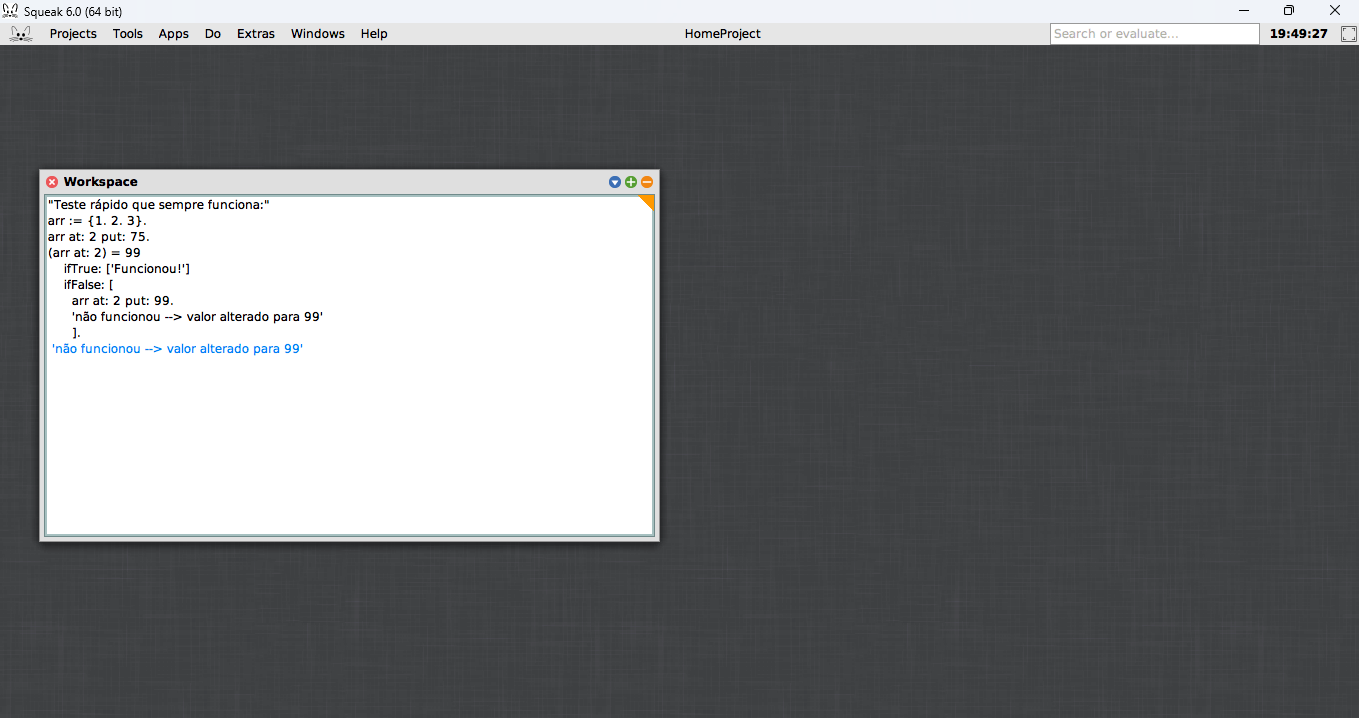 Squeak 6.0 (64 bit)
Projects Tools Apps Do Extras Windows Help HomeProject Search or evaluate... 19:49:27
Workspace
"Teste rápido que sempre funciona:"
arr := {1. 2. 3}.
arr at: 2 put: 75.
(arr at: 2) = 99
ifTrue: ['Funcionou!']
ifFalse: [
arr at: 2 put: 99.
'não funcionou --> valor alterado para 99'
].
'não funcionou --> valor alterado para 99'